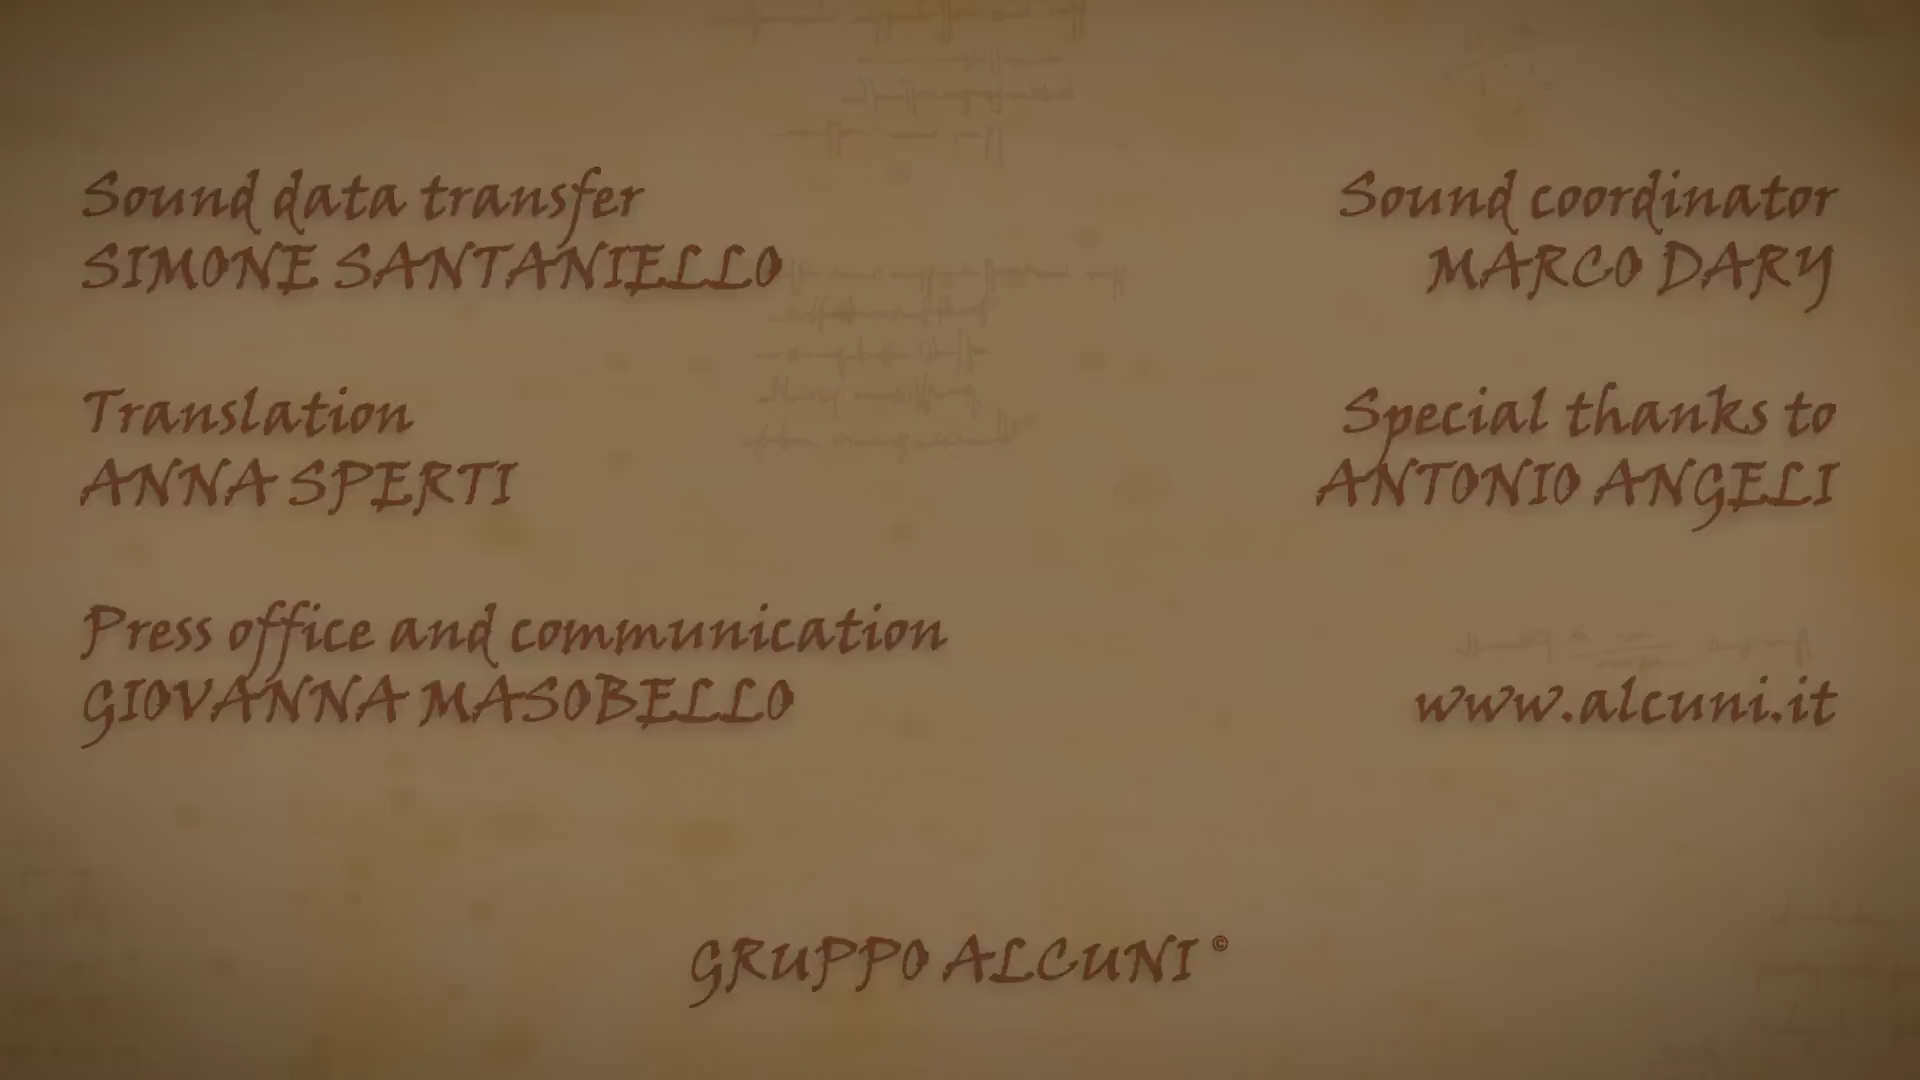 Sound data transfer
SIMONE SANTANIELLO
Sound coordinator
MARCO DARY
Translation
ANNA SPERTI
Special thanks to
ANTONIO ANGELI
Press office and communication
GIOVANNA MASOBELLO
www.alcuni.it
GRUPPO ALCUNI ©